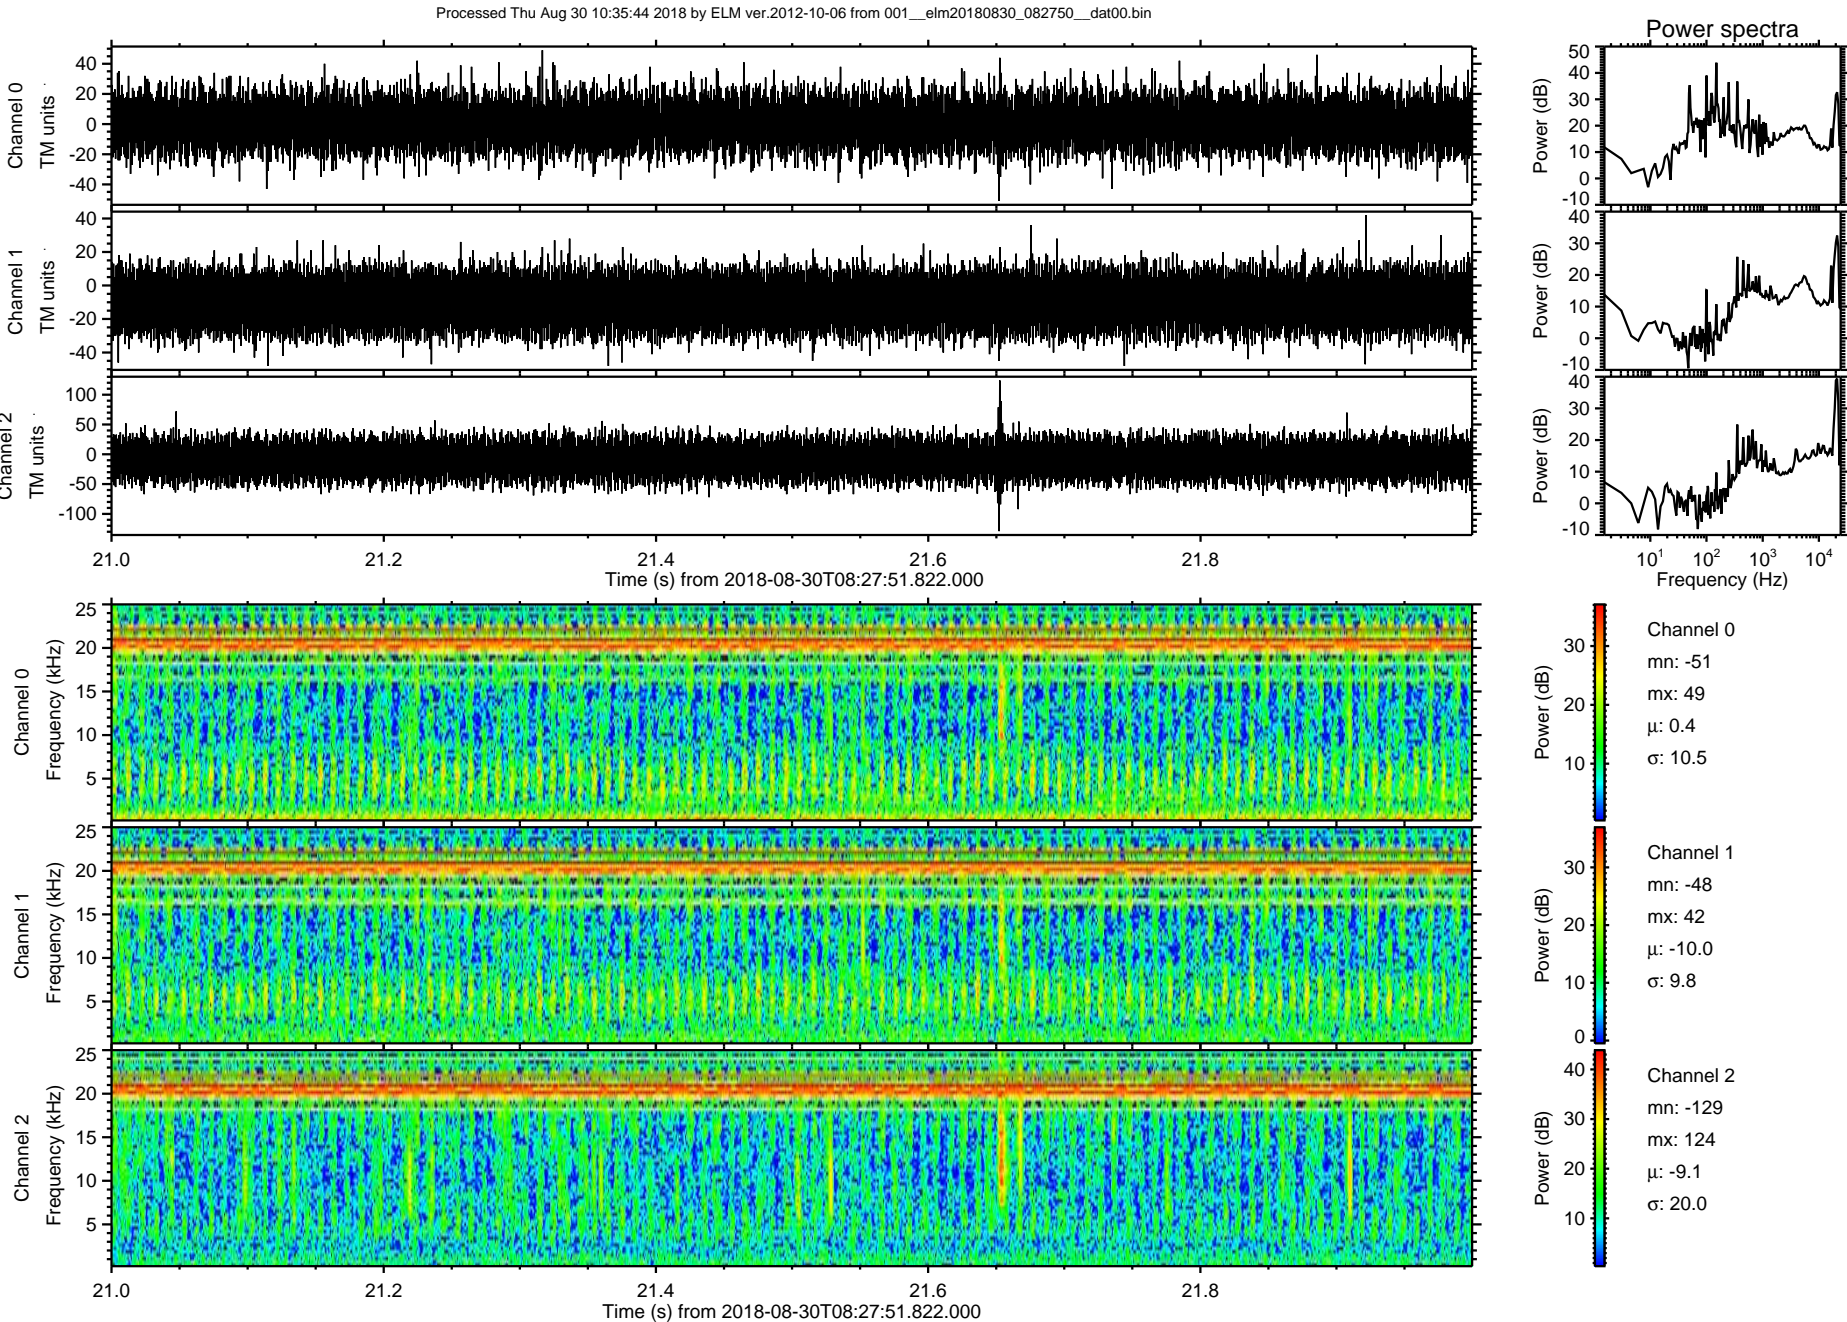 Processed Thu Aug 30 10:35:44 2018 by ELM ver.2012-10-06 from 001__elm20180830_082750__dat00.bin
Power spectra
Channel 0
TM units
40
20
0
-20
-40
Power (dB)
50
40
30
20
10
0
-10
Channel 1
TM units
40
20
0
-20
-40
Power (dB)
40
30
20
10
0
-10
Channel 2
TM units
100
50
0
-50
-100
Power (dB)
40
30
20
10
0
-10
21.0 21.2 21.4 21.6 21.8
Time (s) from 2018-08-30T08:27:51.822.000
10¹ 10² 10³ 10⁴
Frequency (Hz)
Channel 0
Frequency (kHz)
25
20
15
10
5
Power (dB)
30
20
10
Channel 0
mn: -51
mx: 49
μ: 0.4
σ: 10.5
Channel 1
Frequency (kHz)
25
20
15
10
5
Power (dB)
30
20
10
0
Channel 1
mn: -48
mx: 42
μ: -10.0
σ: 9.8
Channel 2
Frequency (kHz)
25
20
15
10
5
Power (dB)
40
30
20
10
Channel 2
mn: -129
mx: 124
μ: -9.1
σ: 20.0
21.0 21.2 21.4 21.6 21.8
Time (s) from 2018-08-30T08:27:51.822.000